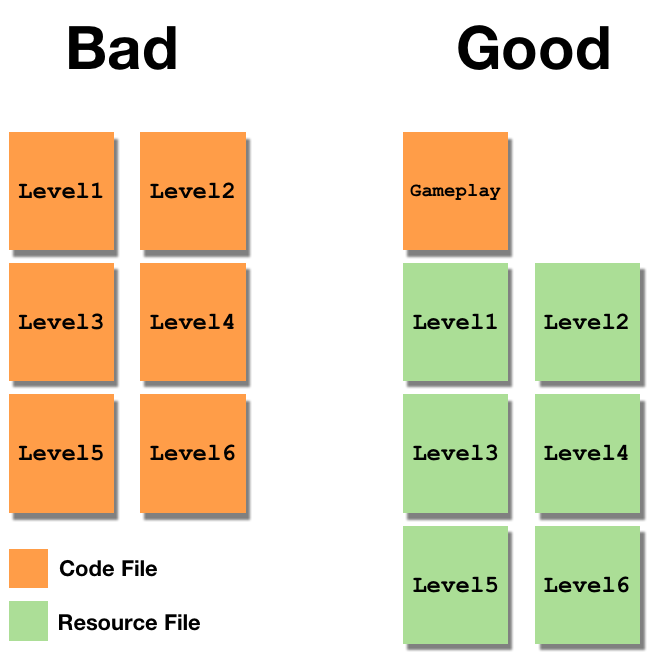 Bad
Good
Level1
Level2
Gameplay
Level3
Level4
Level1
Level2
Level5
Level6
Level3
Level4
Level5
Level6
Code File
Resource File